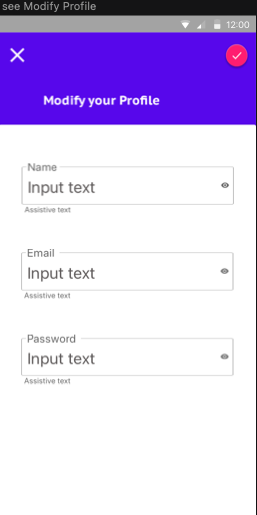 see Modify Profile
12:00
Modify your Profile
Name
Input text
Assistive text
Email
Input text
Assistive text
Password
Input text
Assistive text